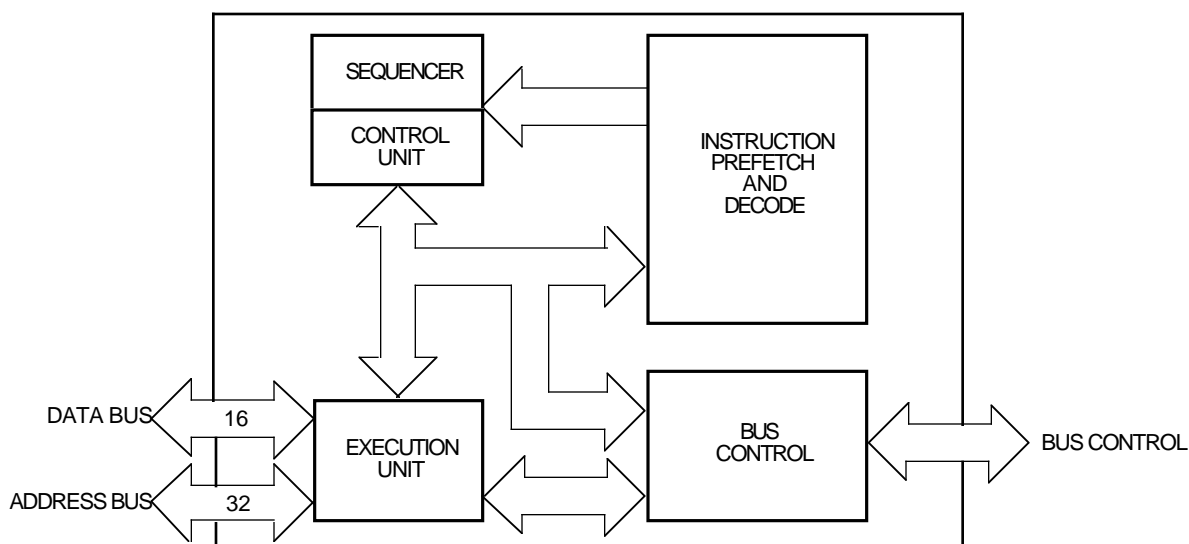 SEQUENCER
CONTROL
UNIT
INSTRUCTION
PREFETCH
AND
DECODE
DATA BUS
16
ADDRESS BUS
32
EXECUTION
UNIT
BUS
CONTROL
BUS CONTROL